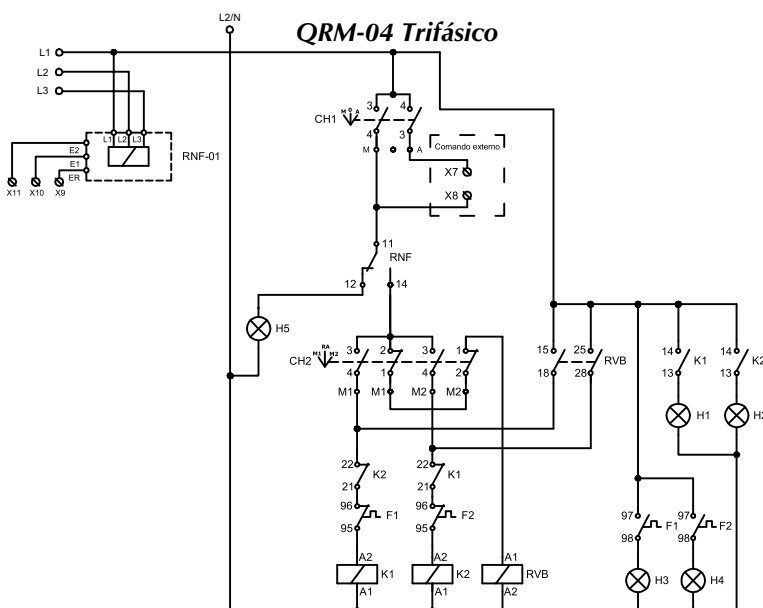 L2/N
QRM-04 Trifásico
L1
L2
L3
L1 L2 L3
RNF-01
E2
E1
ER
X11 X10 X9
CH1
M 0 A
3 4
4 3
M A
Comando externo
X7
X8
11
RNF
12 14
H5
CH2
M1 RA M2
3 2 3 1
4 1 4 2
M1 M1 M2 M2
15 25
RVB
18 28
14 K1 14 K2
13 13
H1
22 K2 22 K1
21 21
96 F1 96 F2
95 95
97 F1 97 F2
98 98
A2 A2 A1
K1 K2 RVB
A1 A1 A2
H3 H4